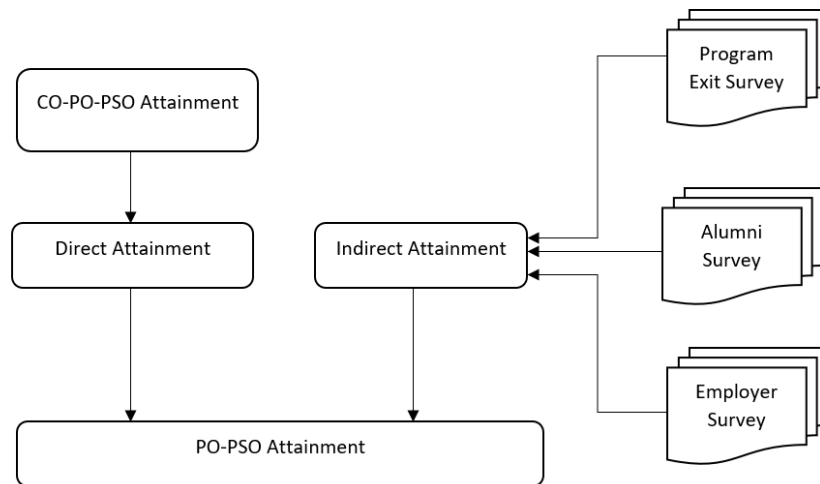 Program
Exit Survey
CO-PO-PSO Attainment
Direct Attainment
Indirect Attainment
Alumni
Survey
Employer
Survey
PO-PSO Attainment